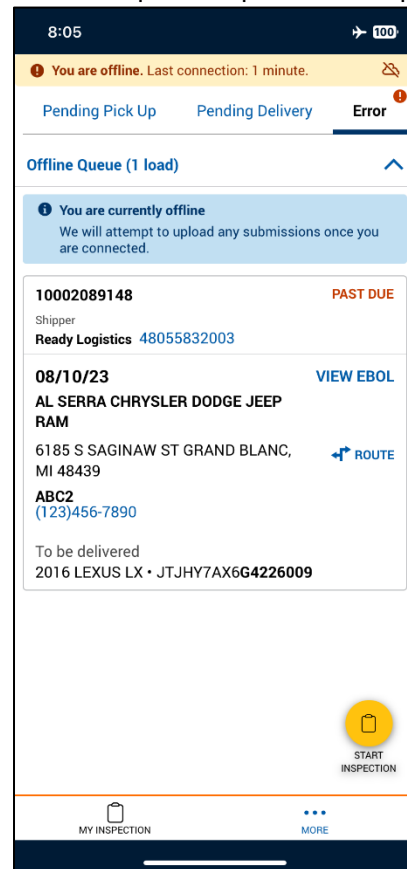 8:05
100
You are offline. Last connection: 1 minute.
Pending Pick Up Pending Delivery Error
Offline Queue (1 load)
You are currently offline
We will attempt to upload any submissions once you
are connected.
10002089148 PAST DUE
Shipper
Ready Logistics 48055832003
08/10/23 VIEW EBOL
AL SERRA CHRYSLER DODGE JEEP
RAM
6185 S SAGINAW ST GRAND BLANC,
MI 48439
ROUTE
ABC2
(123)456-7890
To be delivered
2016 LEXUS LX • JTJHY7AX6G4226009
START
INSPECTION
MY INSPECTION MORE